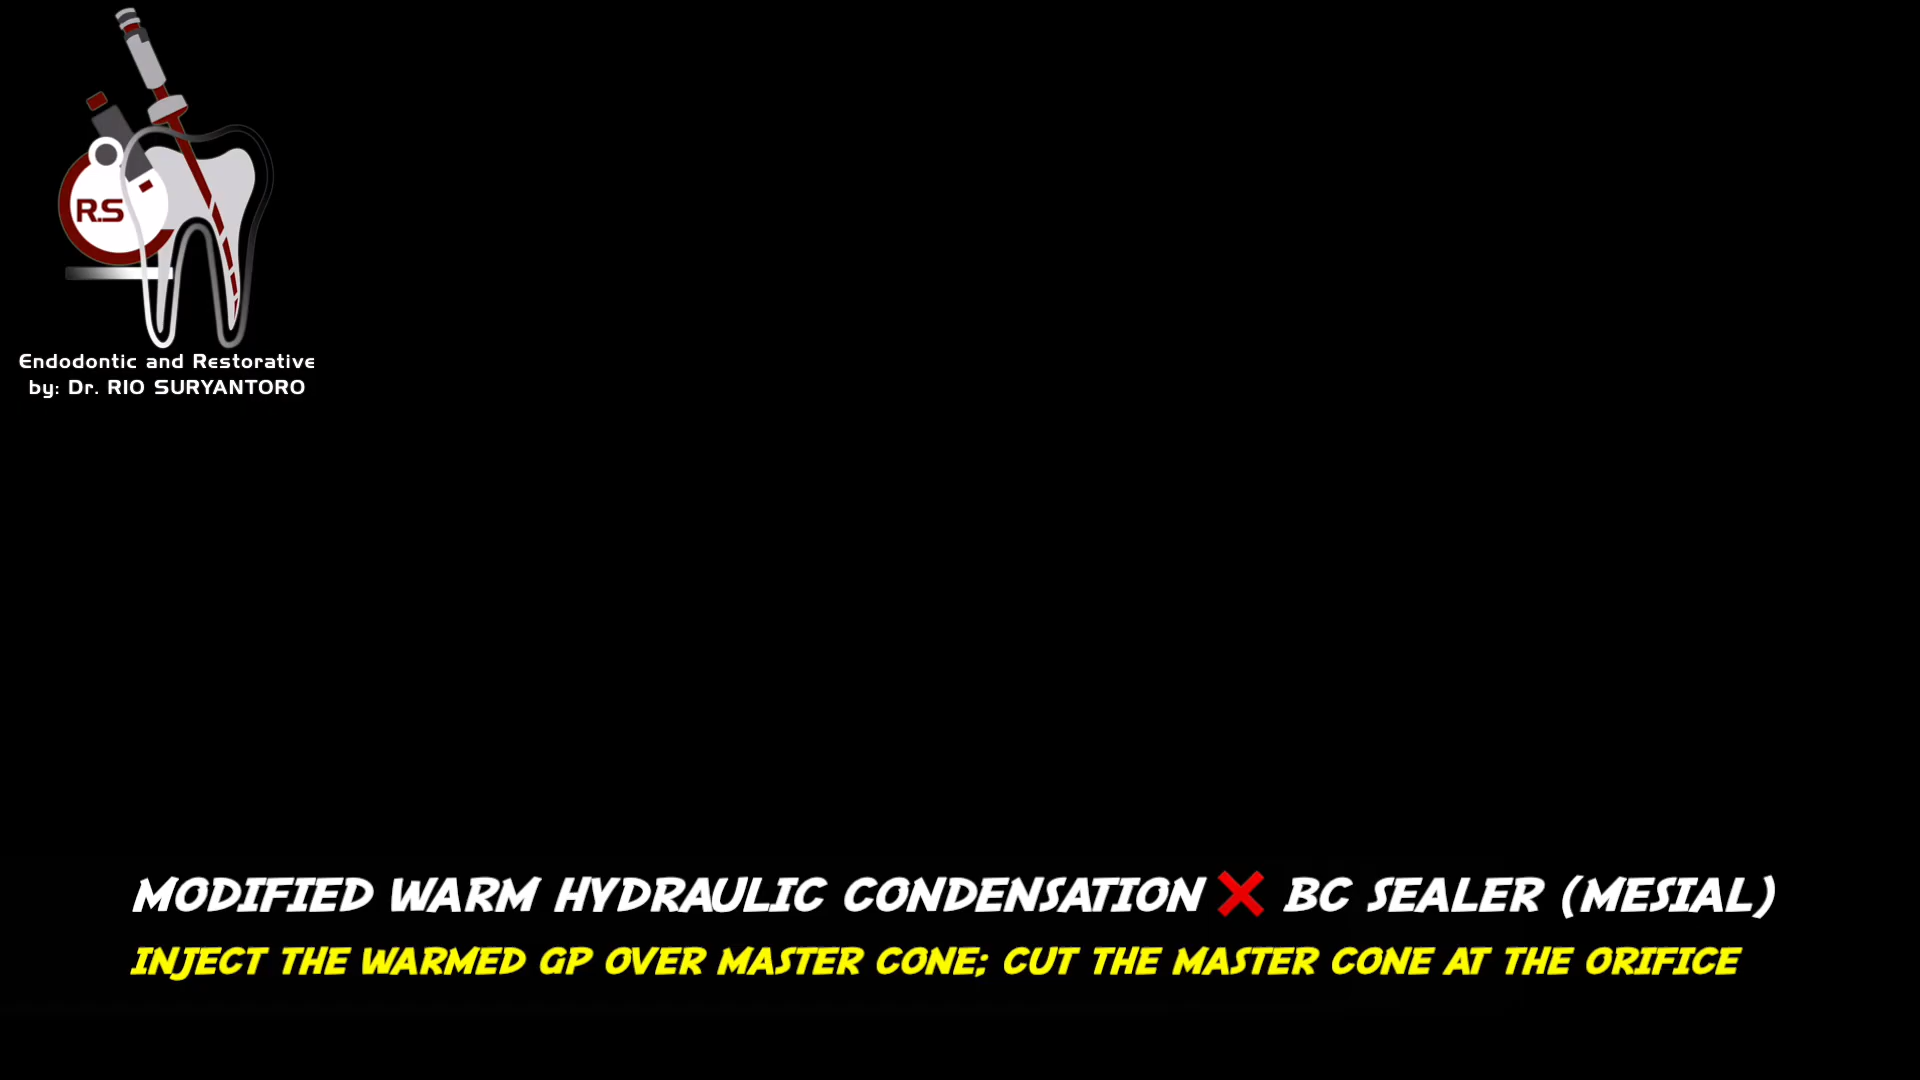 R.S
Endodontic and Restorative
by: Dr. RIO SURYANTORO
MODIFIED WARM HYDRAULIC CONDENSATION ❌ BC SEALER (MESIAL)
INJECT THE WARMED GP OVER MASTER CONE; CUT THE MASTER CONE AT THE ORIFICE